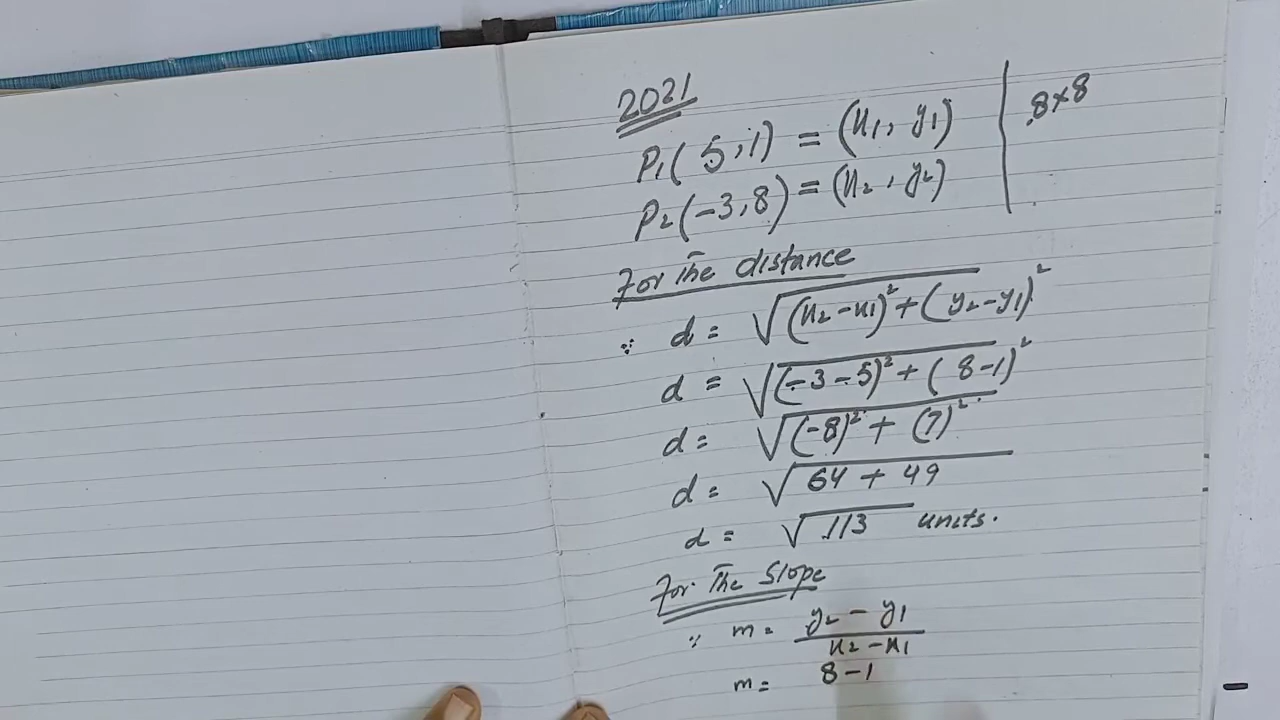 2021
P₁(5,1) = (x₁, y₁)
8×8
P₂(-3,8) = (x₂, y₂)
For The distance
∵ d = √(x₂-x₁)²+(y₂-y₁)²
d = √(-3-5)²+(8-1)²
d = √(-8)²+(7)²
d = √64+49
d = √113 units.
For The Slope
∵ m = y₂-y₁/x₂-x₁
m = 8-1